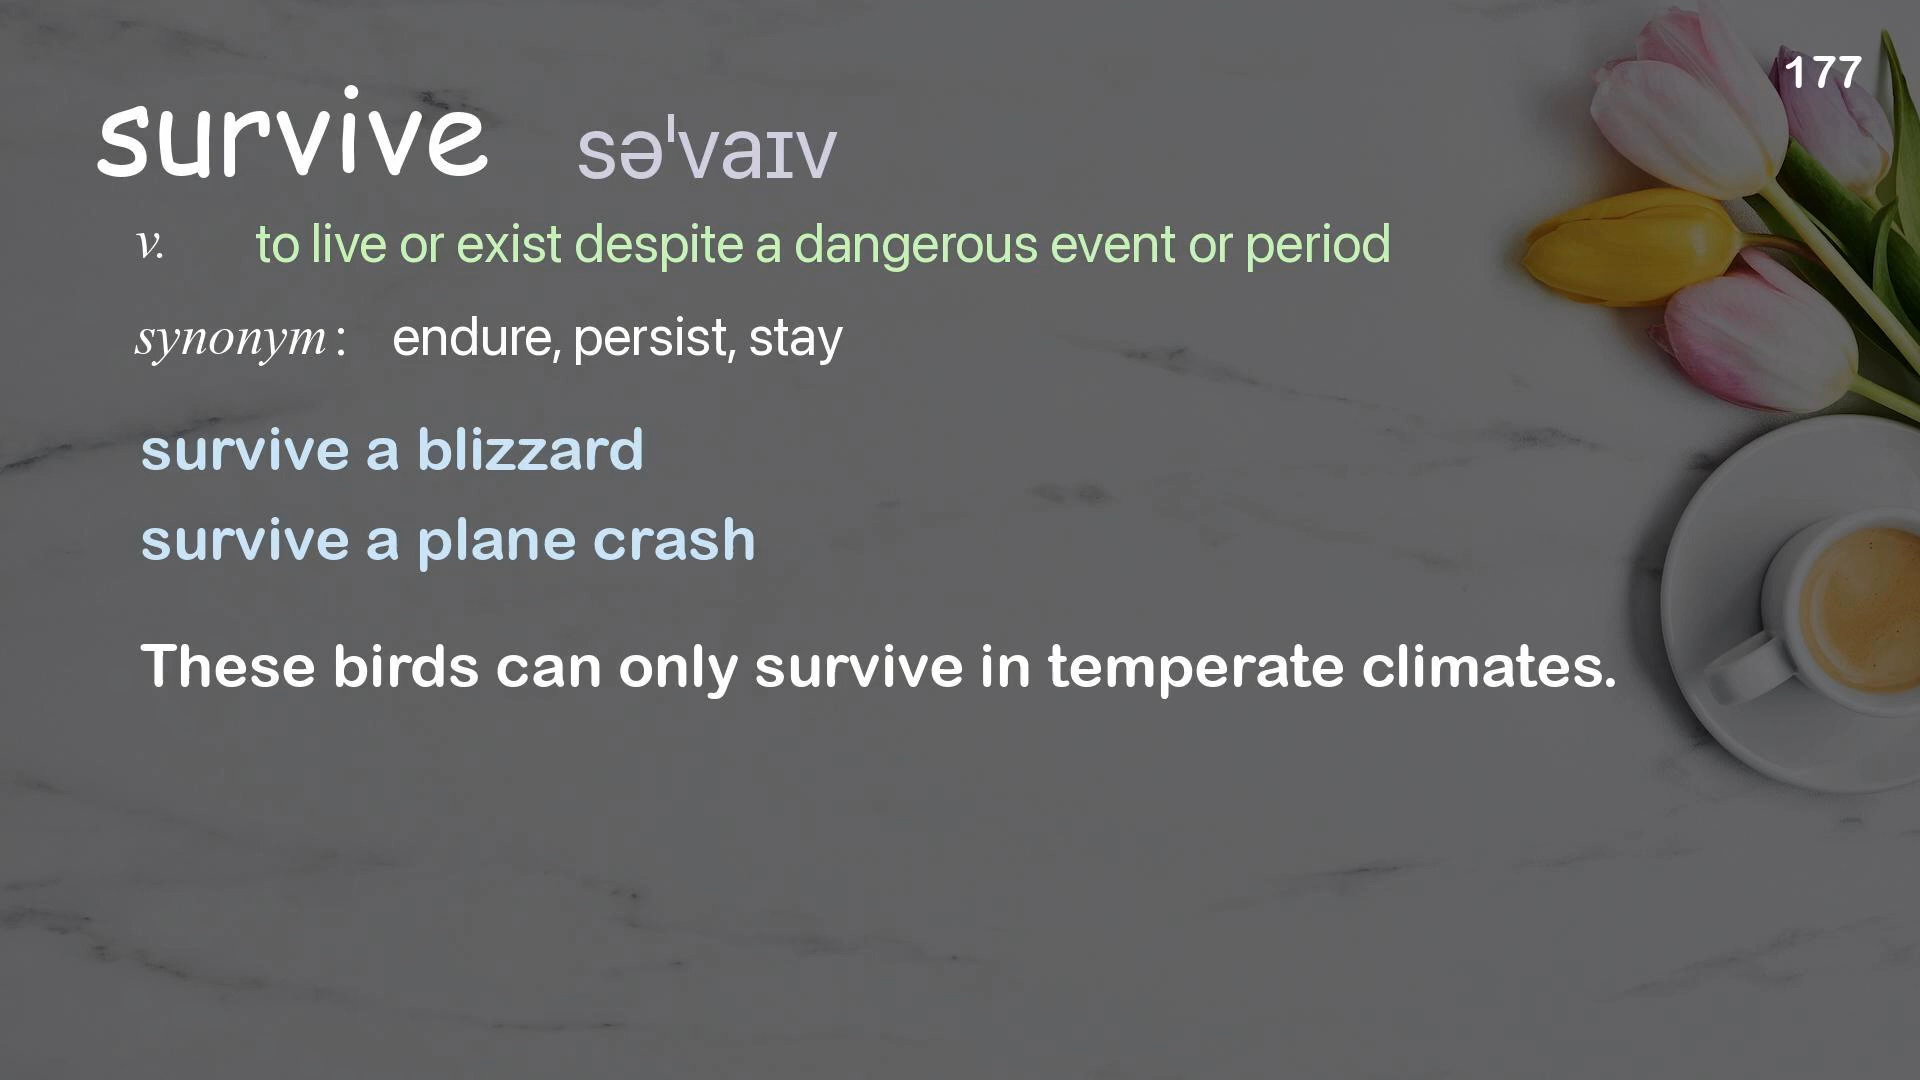 177
survive səˈvaɪv
v. to live or exist despite a dangerous event or period
synonym : endure, persist, stay
survive a blizzard
survive a plane crash
These birds can only survive in temperate climates.